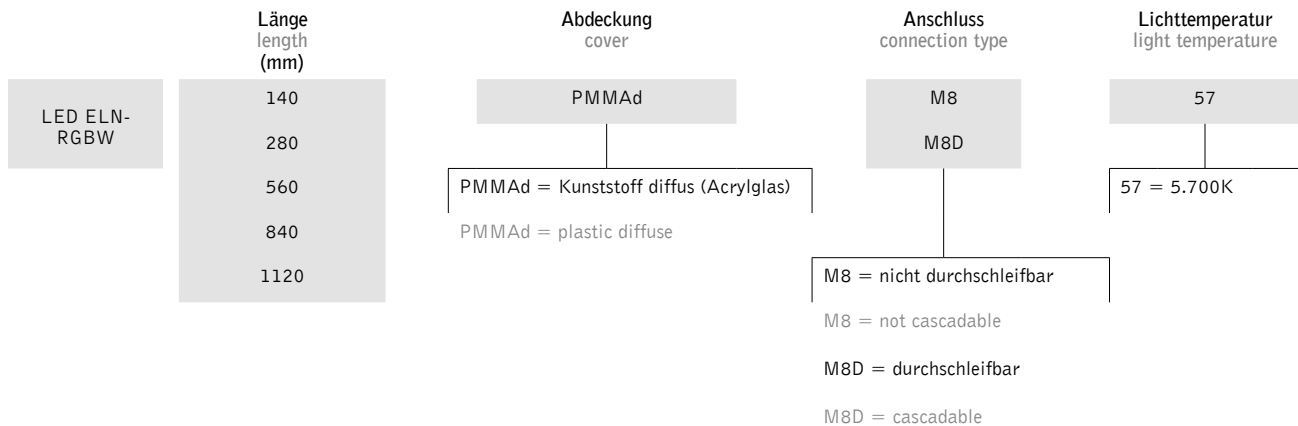 Länge
length
(mm)
Abdeckung
cover
Anschluss
connection type
Lichttemperatur
light temperature
LED ELN-
RGBW
140
280
560
840
1120
PMMAd
M8
M8D
57
PMMAd = Kunststoff diffus (Acrylglas)
PMMAd = plastic diffuse
57 = 5.700K
M8 = nicht durchschleifbar
M8 = not cascadable
M8D = durchschleifbar
M8D = cascadable